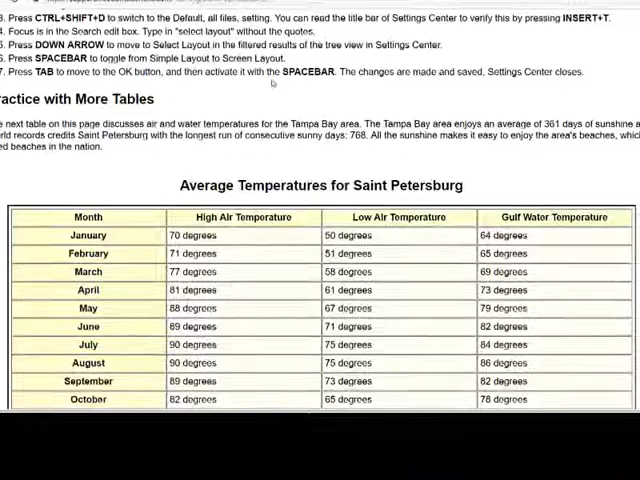 3. Press CTRL+SHIFT+D to switch to the Default, all files, setting. You can read the title bar of Settings Center to verify this by pressing INSERT+T.
4. Focus is in the Search edit box. Type in "select layout" without the quotes.
5. Press DOWN ARROW to move to Select Layout in the filtered results of the tree view in Settings Center.
6. Press SPACEBAR to toggle from Simple Layout to Screen Layout.
7. Press TAB to move to the OK button, and then activate it with the SPACEBAR. The changes are made and saved, Settings Center closes.
ractice with More Tables
e next table on this page discusses air and water temperatures for the Tampa Bay area. The Tampa Bay area enjoys an average of 361 days of sunshine a
rld records credits Saint Petersburg with the longest run of consecutive sunny days: 768. All the sunshine makes it easy to enjoy the area's beaches, which
ed beaches in the nation.
Average Temperatures for Saint Petersburg
Month High Air Temperature Low Air Temperature Gulf Water Temperature
January 70 degrees 50 degrees 64 degrees
February 71 degrees 51 degrees 65 degrees
March 77 degrees 58 degrees 69 degrees
April 81 degrees 61 degrees 73 degrees
May 88 degrees 67 degrees 79 degrees
June 89 degrees 71 degrees 82 degrees
July 90 degrees 75 degrees 84 degrees
August 90 degrees 75 degrees 86 degrees
September 89 degrees 73 degrees 82 degrees
October 82 degrees 65 degrees 78 degrees